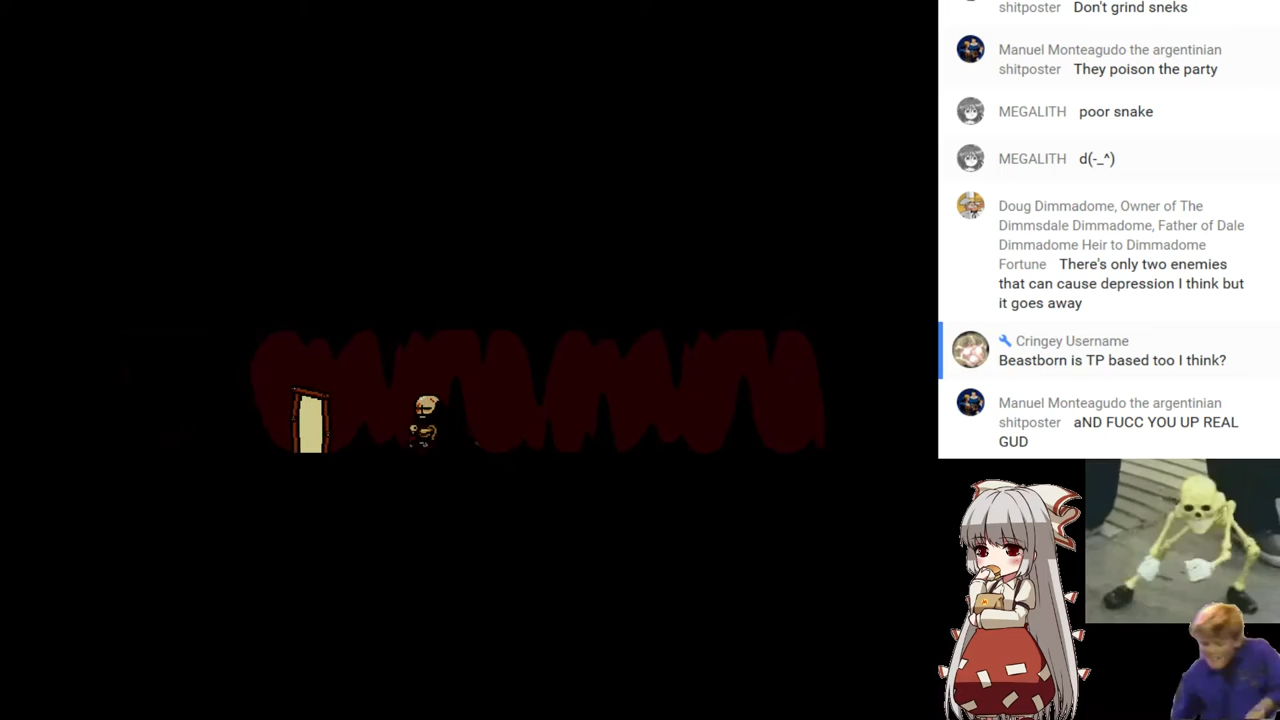 shitposter Don't grind sneks
Manuel Monteagudo the argentinian
shitposter They poison the party
MEGALITH poor snake
MEGALITH d(-_^)
Doug Dimmadome, Owner of The
Dimmsdale Dimmadome, Father of Dale
Dimmadome Heir to Dimmadome
Fortune There's only two enemies
that can cause depression I think but
it goes away
Cringey Username
Beastborn is TP based too I think?
Manuel Monteagudo the argentinian
shitposter aND FUCC YOU UP REAL
GUD